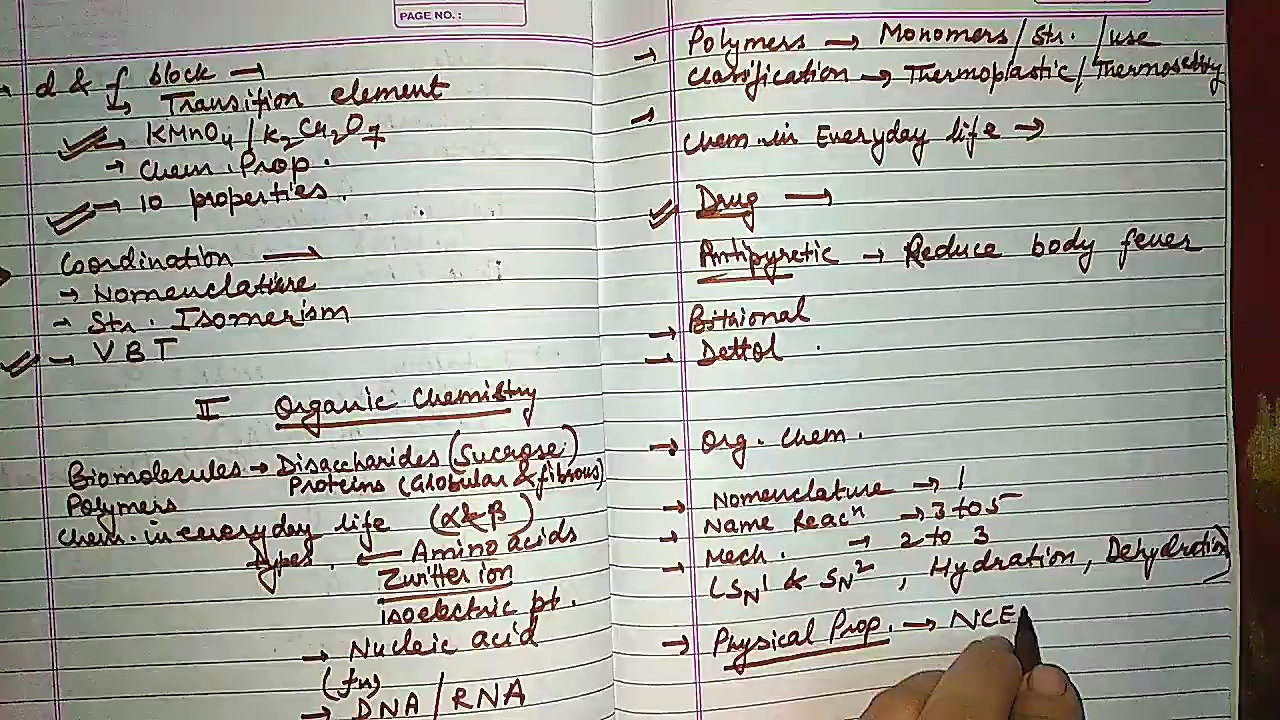 PAGE NO. :
d & f block →
↳ Transition element
→ KMnO4 / K2Cr2O7
→ Chem. Prop.
→ 10 properties.
Coordination →
→ Nomenclature
→ Str. Isomerism
→ VBT
II Organic Chemistry
Biomolecules → Disaccharides (Sucrose)
Proteins (Globular & fibrous)
Polymers
(α & β)
Chem. in everyday life
types. ← Amino acids
Zwitter ion
isoelectric pt.
→ Nucleic acid
(fn)
→ DNA / RNA
→ Polymers → Monomers / Str. / use
Classification → Thermoplastic / Thermosetting
→
Chem. in Everyday life →
Drug →
Antipyretic → Reduce body fever
→ Bithional
→ Dettol .
→ Org. Chem.
→ Nomenclature → 1
→ Name Reacn → 3 to 5
→ Mech. → 2 to 3
(SN1 & SN2, Hydration, Dehydration)
→ Physical Prop. → NCE